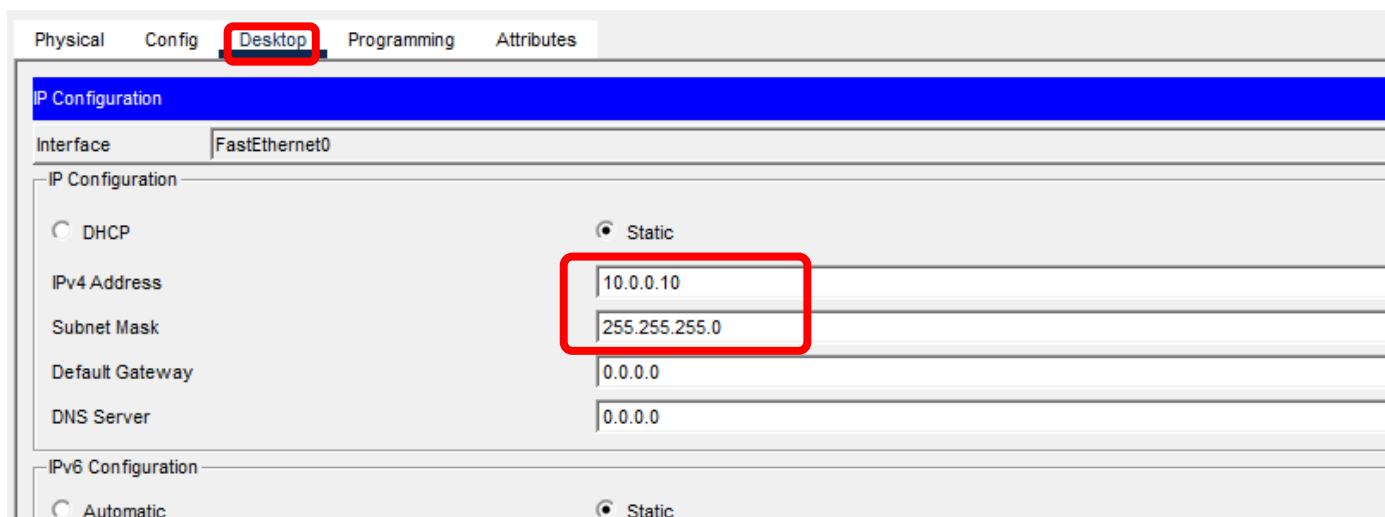 Physical Config Desktop Programming Attributes
IP Configuration
Interface FastEthernet0
IP Configuration
DHCP Static
IPv4 Address 10.0.0.10
Subnet Mask 255.255.255.0
Default Gateway 0.0.0.0
DNS Server 0.0.0.0
IPv6 Configuration
Automatic Static